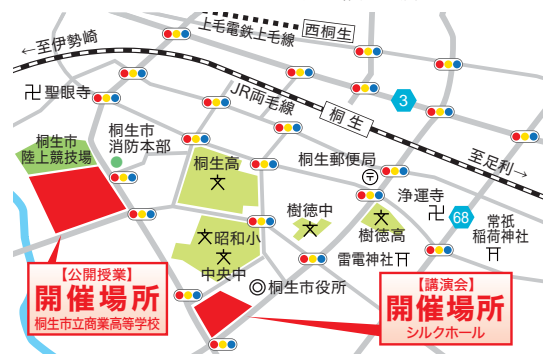 上毛電鉄上毛線
西桐生
←至伊勢崎
卍聖眼寺
JR両毛線
3
桐生
桐生市
消防本部
桐生市
陸上競技場
桐生高
桐生郵便局
至足利→
浄運寺
卍
68
樹徳中
樹徳高
常祇
稲荷神社
昭和小
中央中
雷電神社
◎桐生市役所
【公開授業】
開催場所
桐生市立商業高等学校
【講演会】
開催場所
シルクホール